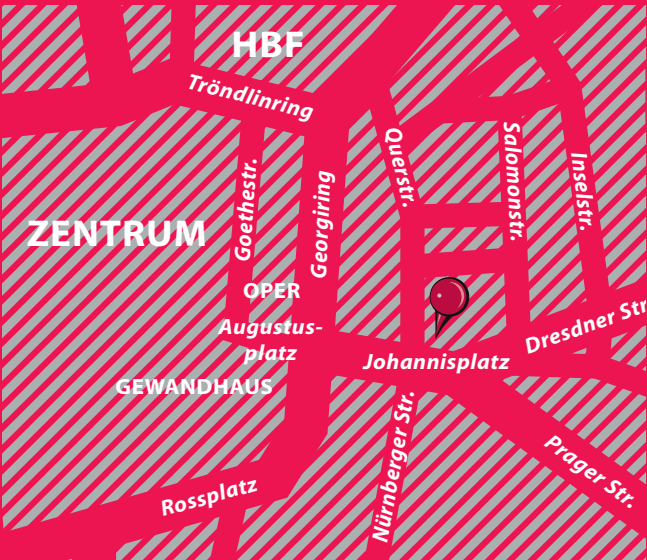 HBF
Tröndlinring
Querstr.
Salomonstr.
Inselstr.
Goethestr.
Georgiring
ZENTRUM
OPER
Augustus-
platz
Johannisplatz
Dresdner Str
GEWANDHAUS
Nürnberger Str.
Prager Str.
Rossplatz